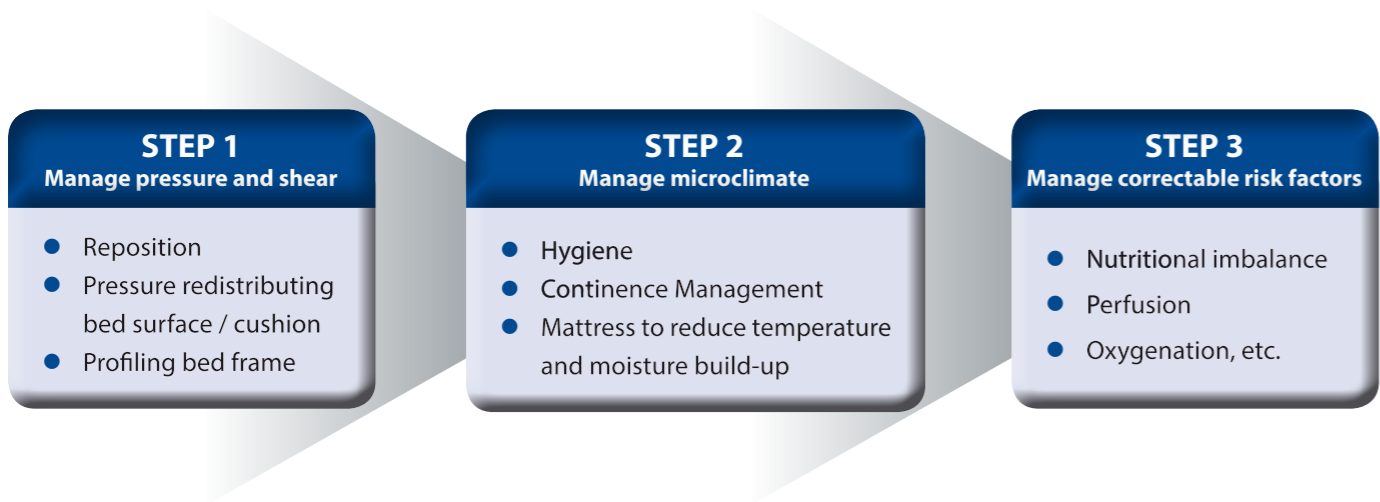 STEP 1
Manage pressure and shear
Reposition
Pressure redistributing
bed surface / cushion
Profiling bed frame
STEP 2
Manage microclimate
Hygiene
Continence Management
Mattress to reduce temperature
and moisture build-up
STEP 3
Manage correctable risk factors
Nutritional imbalance
Perfusion
Oxygenation, etc.